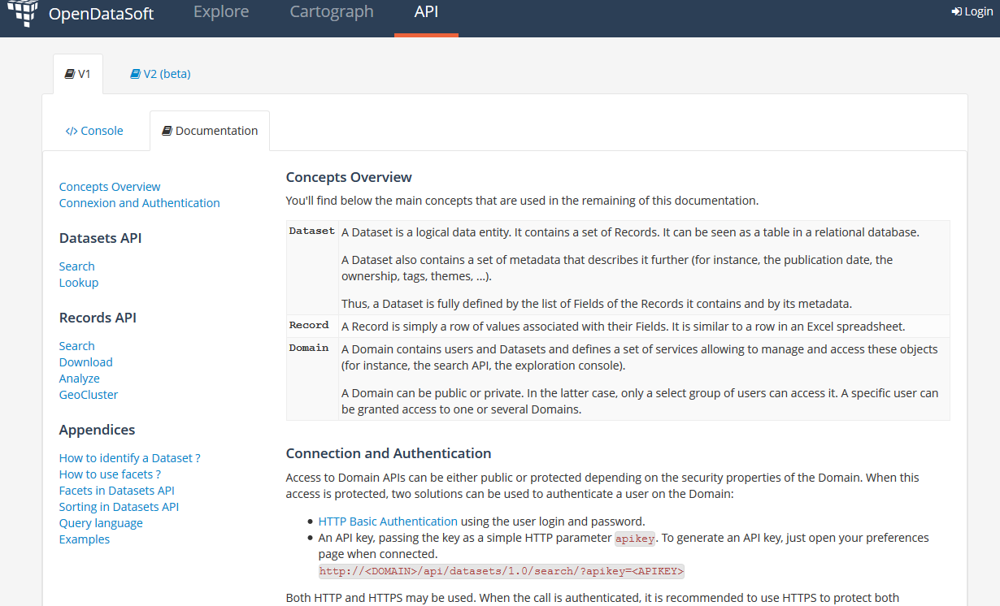 OpenDataSoft Explore Cartograph API Login
V1 V2 (beta)
</> Console Documentation
Concepts Overview
Connexion and Authentication
Datasets API
Search
Lookup
Records API
Search
Download
Analyze
GeoCluster
Appendices
How to identify a Dataset ?
How to use facets ?
Facets in Datasets API
Sorting in Datasets API
Query language
Examples
Concepts Overview
You'll find below the main concepts that are used in the remaining of this documentation.
Dataset A Dataset is a logical data entity. It contains a set of Records. It can be seen as a table in a relational database.
A Dataset also contains a set of metadata that describes it further (for instance, the publication date, the
ownership, tags, themes, ...).
Thus, a Dataset is fully defined by the list of Fields of the Records it contains and by its metadata.
Record A Record is simply a row of values associated with their Fields. It is similar to a row in an Excel spreadsheet.
Domain A Domain contains users and Datasets and defines a set of services allowing to manage and access these objects
(for instance, the search API, the exploration console).
A Domain can be public or private. In the latter case, only a select group of users can access it. A specific user can
be granted access to one or several Domains.
Connection and Authentication
Access to Domain APIs can be either public or protected depending on the security properties of the Domain. When this
access is protected, two solutions can be used to authenticate a user on the Domain:
• HTTP Basic Authentication using the user login and password.
• An API key, passing the key as a simple HTTP parameter apikey. To generate an API key, just open your preferences
page when connected.
http://<DOMAIN>/api/datasets/1.0/search/?apikey=<APIKEY>
Both HTTP and HTTPS may be used. When the call is authenticated, it is recommended to use HTTPS to protect both